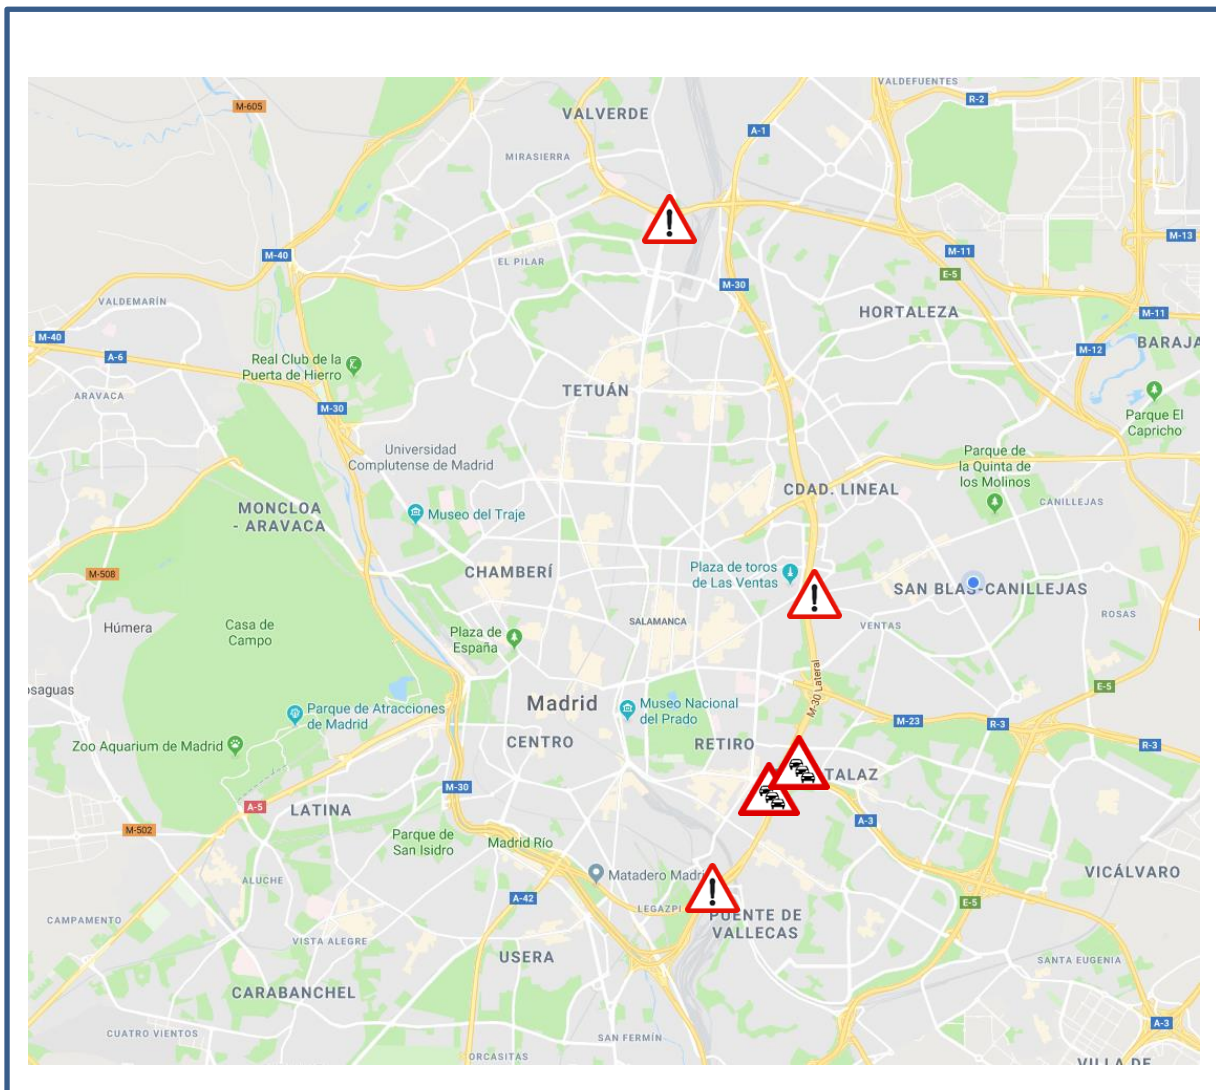 VALDEFUENTES
R-2
M-605
VALVERDE
A-1
MIRASIERRA
M-13
M-40
EL PILAR
M-11
E-5
M-30
VALDEMARÍN
HORTALEZA
M-11
M-40
A-6
M-12
BARAJA
Real Club de la
Puerta de Hierro
TETUÁN
ARAVACA
M-30
Parque El
Capricho
Universidad
Complutense de Madrid
Parque de
la Quinta de
los Molinos
CDAD. LINEAL
CANILLEJAS
MONCLOA
- ARAVACA
Museo del Traje
M-508
CHAMBERÍ
Plaza de toros
de Las Ventas
SAN BLAS-CANILLEJAS
ROSAS
Húmera
Casa de
Campo
SALAMANCA
VENTAS
Plaza de
España
M-30 Lateral
osaguas
E-5
Parque de Atracciones
de Madrid
Madrid
Museo Nacional
del Prado
M-23
R-3
Zoo Aquarium de Madrid
CENTRO
RETIRO
R-3
TALAZ
M-30
A-5
LATINA
A-3
M-502
Parque de
San Isidro
Madrid Río
Matadero Madri
VICÁLVARO
ALUCHE
A-42
LEGAZPI
E-5
CAMPAMENTO
PUENTE DE
VALLECAS
VISTA ALEGRE
USERA
SANTA EUGENIA
CARABANCHEL
A-3
CUATRO VIENTOS
SAN FERMÍN
ORCASITAS
VILLA DE